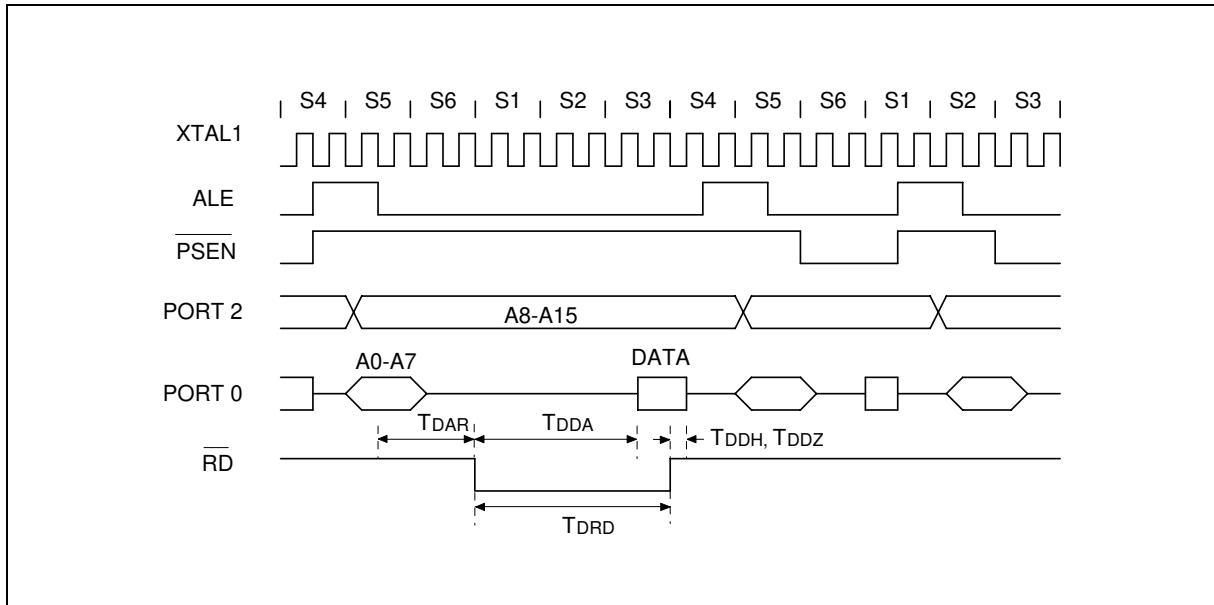 S4 S5 S6 S1 S2 S3 S4 S5 S6 S1 S2 S3
XTAL1
ALE
PSEN
PORT 2
A8-A15
A0-A7
DATA
PORT 0
TDAR
TDDA
TDDH, TDDZ
RD
TDRD